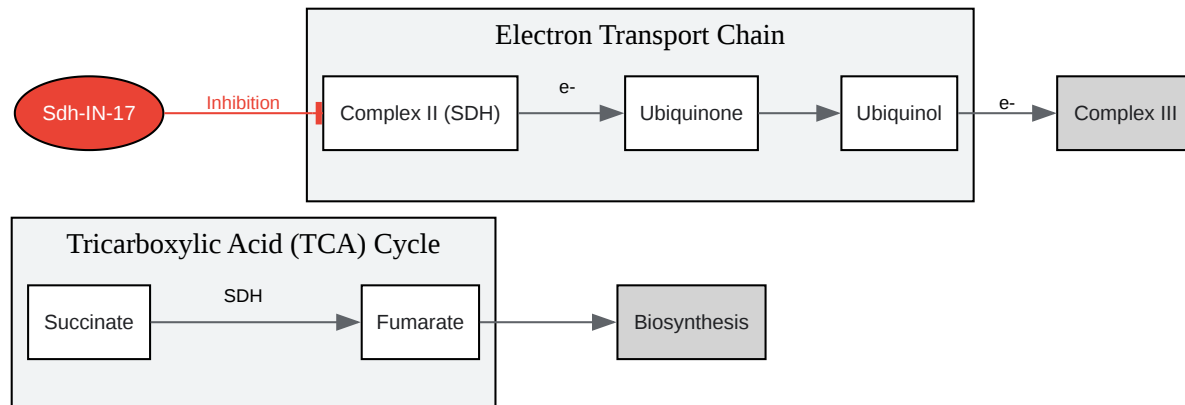 Electron Transport Chain
Sdh-IN-17
Inhibition
Complex II (SDH)
e-
Ubiquinone
Ubiquinol
e-
Complex III
Tricarboxylic Acid (TCA) Cycle
Succinate
SDH
Fumarate
Biosynthesis